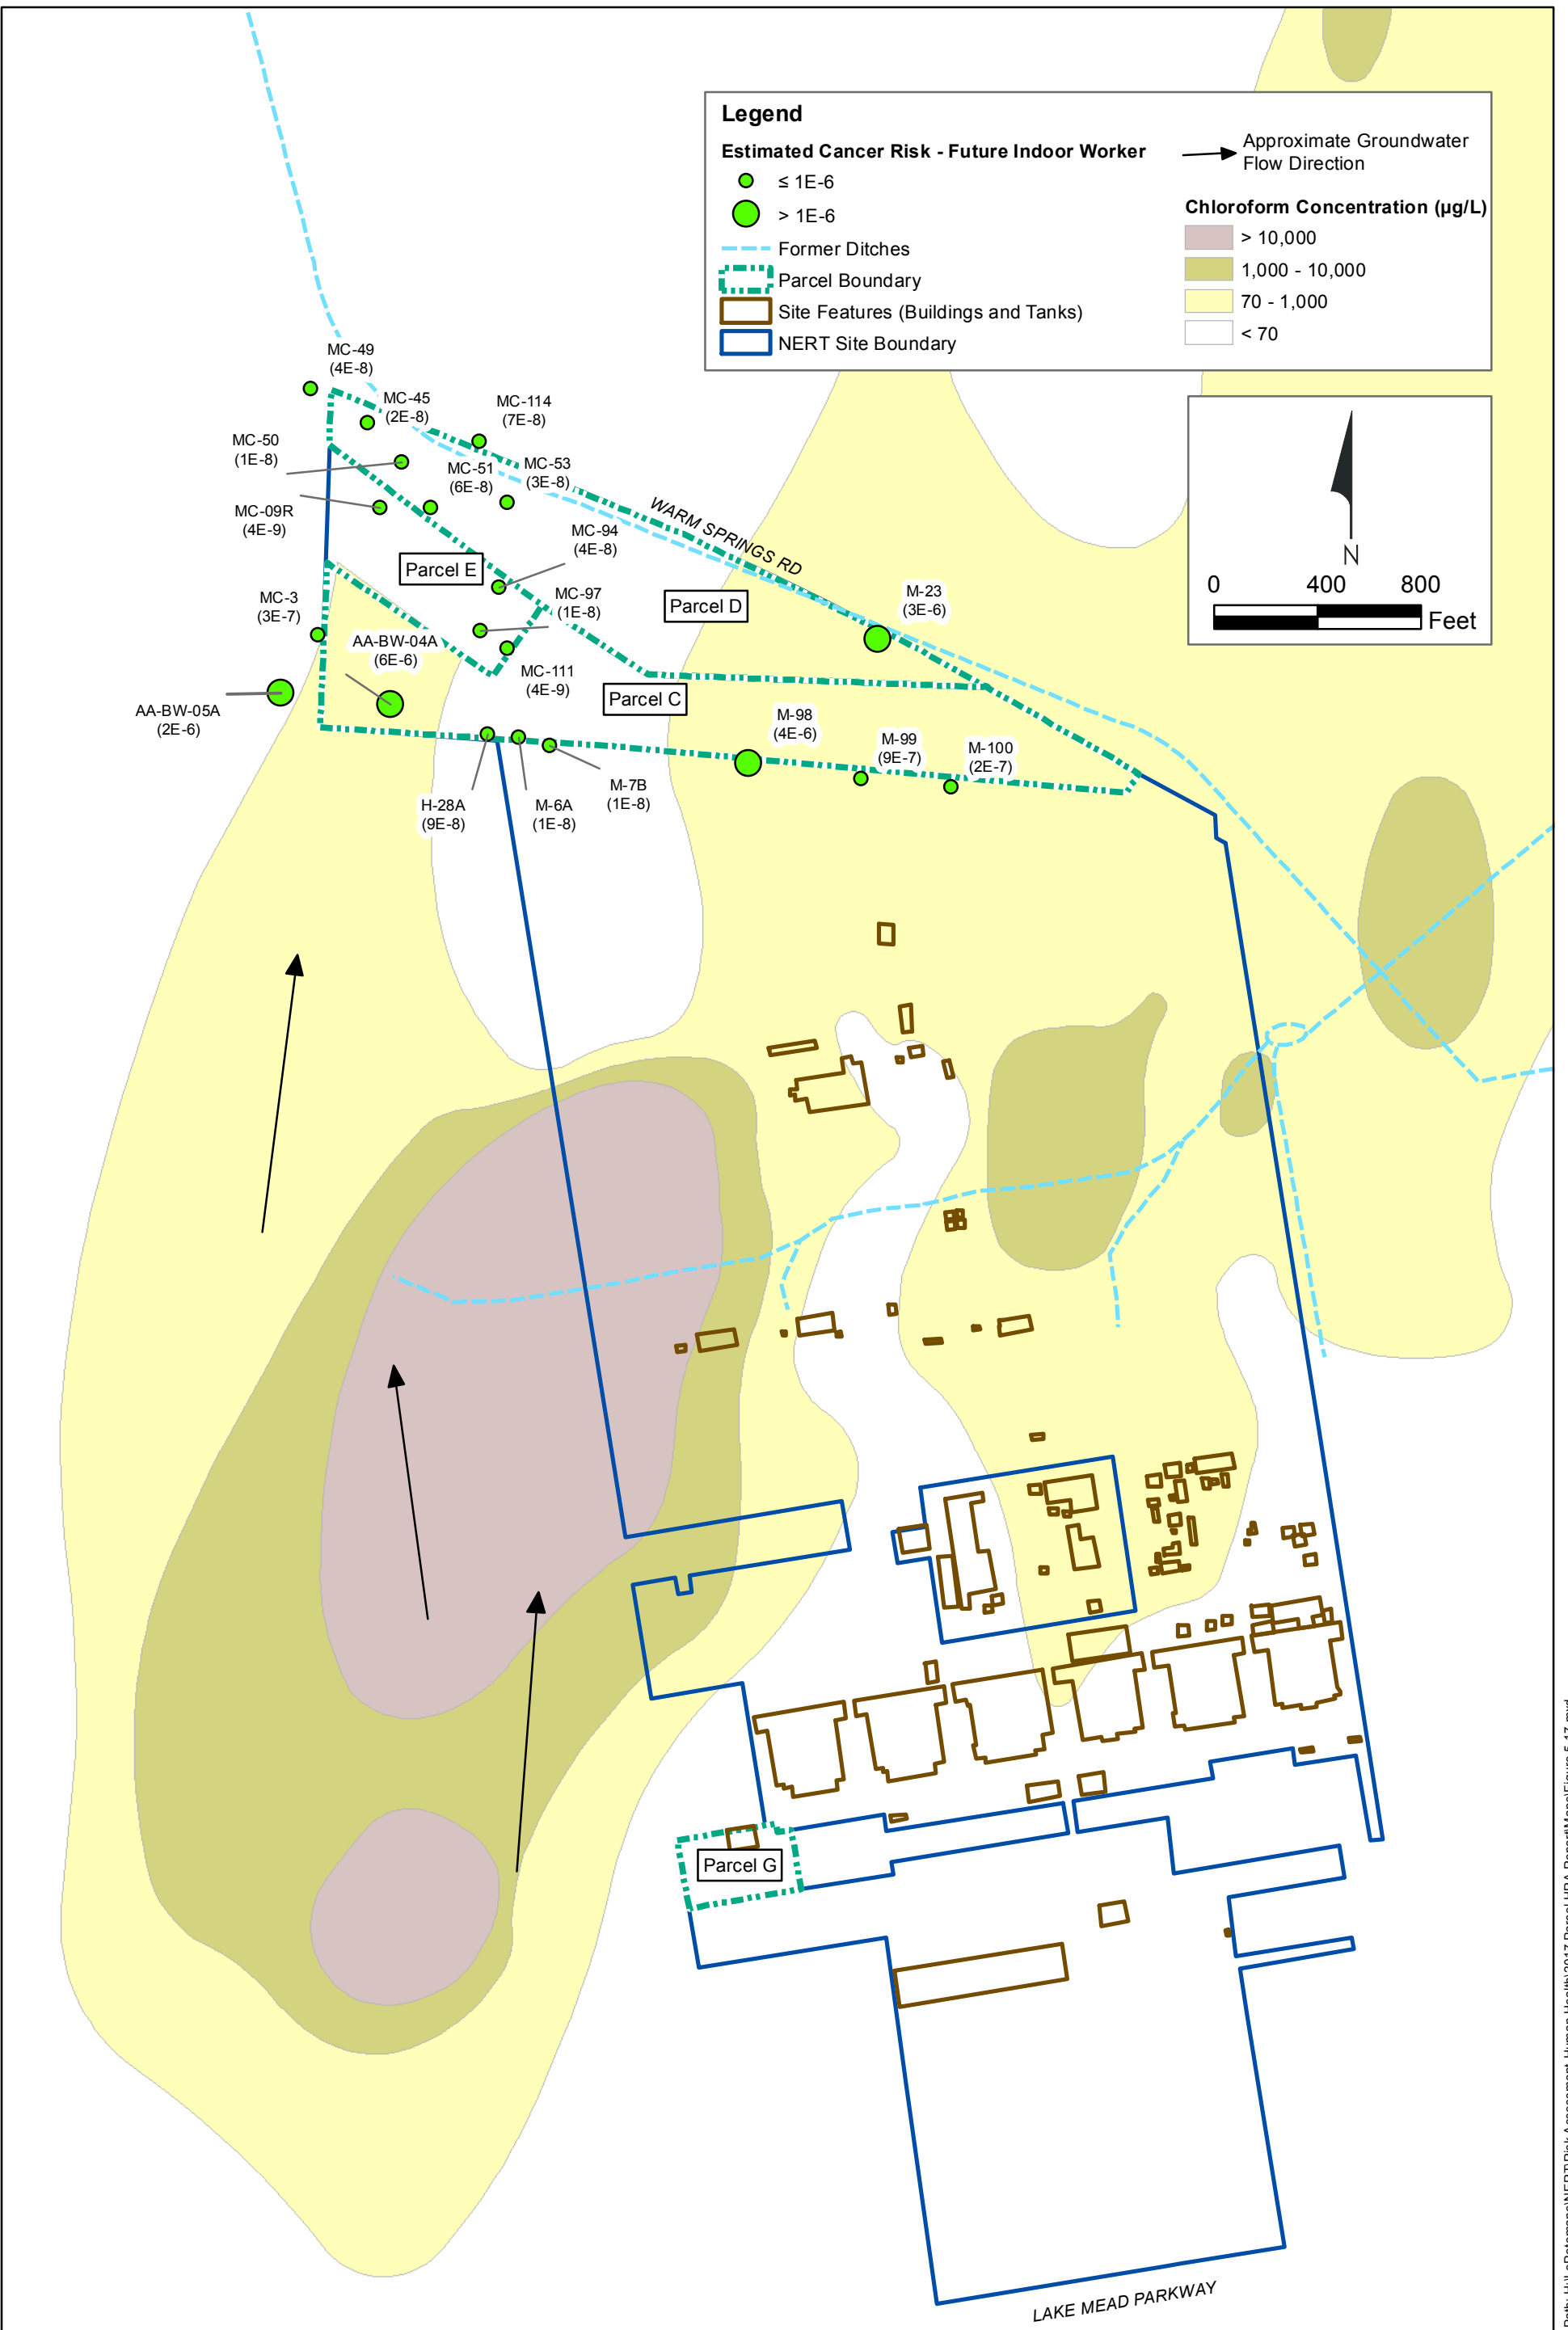 Legend
Estimated Cancer Risk - Future Indoor Worker
≤ 1E-6
> 1E-6
Former Ditches
Parcel Boundary
Site Features (Buildings and Tanks)
NERT Site Boundary
Approximate Groundwater
Flow Direction
Chloroform Concentration (µg/L)
> 10,000
1,000 - 10,000
70 - 1,000
< 70
N
0 400 800
Feet
MC-49
(4E-8)
MC-45
(2E-8)
MC-114
(7E-8)
MC-50
(1E-8)
MC-51
(6E-8)
MC-53
(3E-8)
MC-09R
(4E-9)
MC-94
(4E-8)
WARM SPRINGS RD
Parcel E
MC-97
(1E-8)
Parcel D
M-23
(3E-6)
MC-3
(3E-7)
AA-BW-04A
(6E-6)
MC-111
(4E-9)
Parcel C
AA-BW-05A
(2E-6)
M-98
(4E-6)
M-99
(9E-7)
M-100
(2E-7)
H-28A
(9E-8)
M-6A
(1E-8)
M-7B
(1E-8)
Parcel G
LAKE MEAD PARKWAY